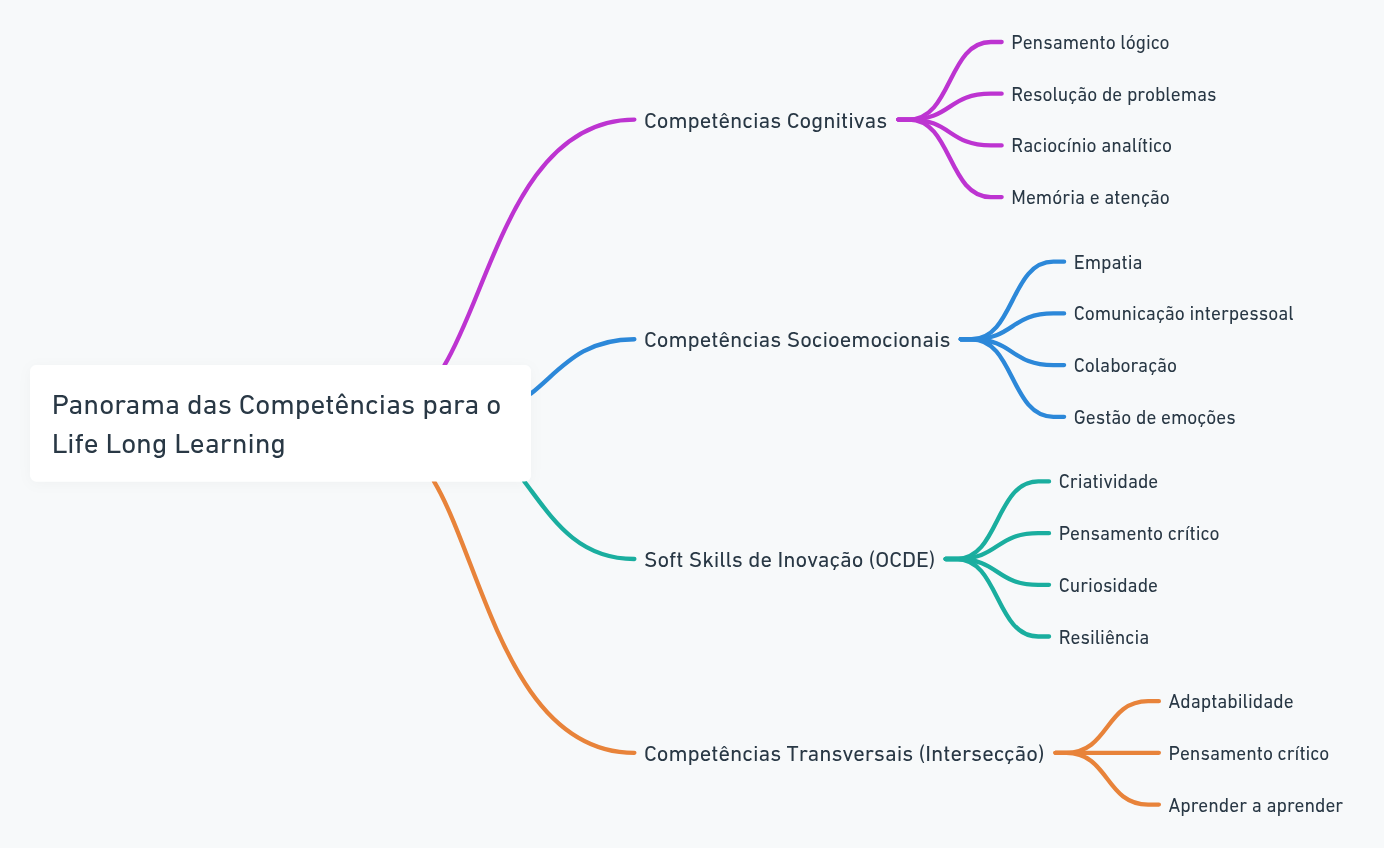 Panorama das Competências para o
Life Long Learning
Competências Cognitivas
Pensamento lógico
Resolução de problemas
Raciocínio analítico
Memória e atenção
Competências Socioemocionais
Empatia
Comunicação interpessoal
Colaboração
Gestão de emoções
Soft Skills de Inovação (OCDE)
Criatividade
Pensamento crítico
Curiosidade
Resiliência
Competências Transversais (Intersecção)
Adaptabilidade
Pensamento crítico
Aprender a aprender